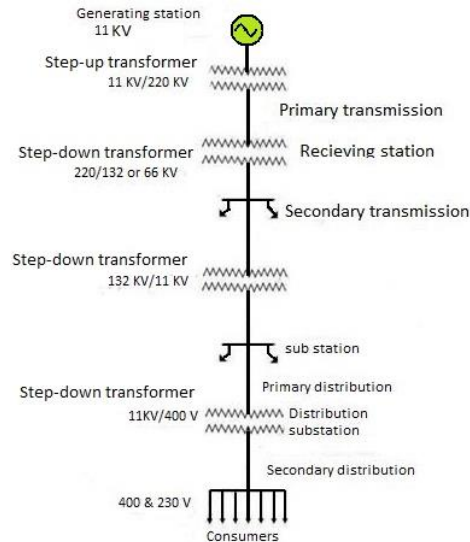 Generating station
11 KV
Step-up transformer
11 KV/220 KV
Primary transmission
Step-down transformer
220/132 or 66 KV
Recieving station
Secondary transmission
Step-down transformer
132 KV/11 KV
sub station
Primary distribution
Step-down transformer
11KV/400 V
Distribution
substation
Secondary distribution
400 & 230 V
Consumers